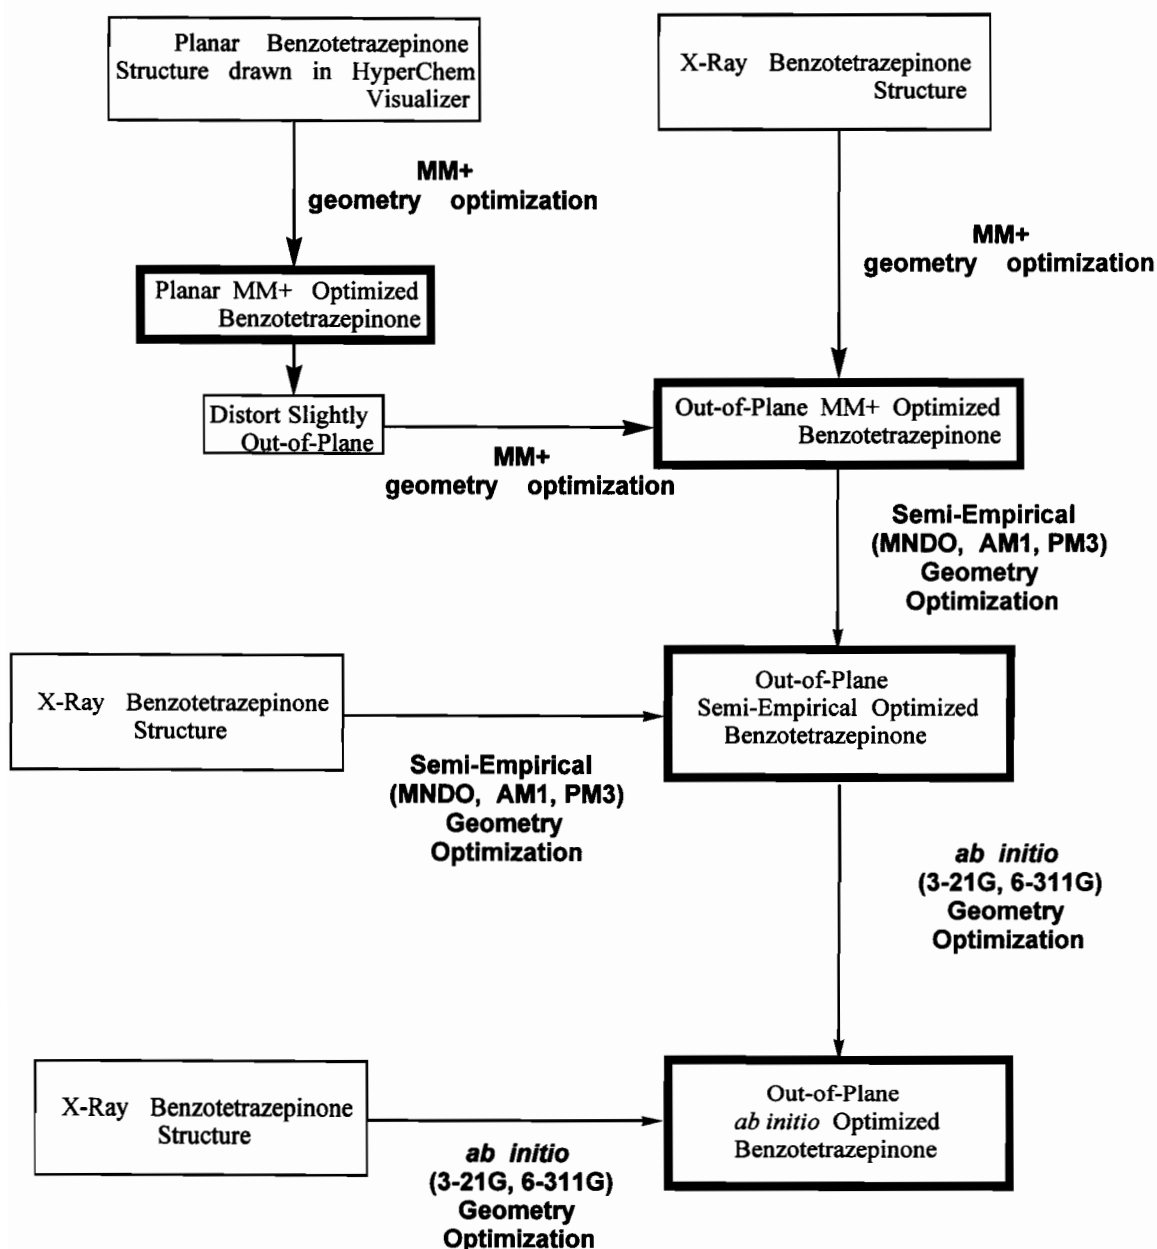 Planar Benzotetrazepinone
Structure drawn in HyperChem
Visualizer
X-Ray Benzotetrazepinone
Structure
MM+
geometry optimization
MM+
geometry optimization
Planar MM+ Optimized
Benzotetrazepinone
Distort Slightly
Out-of-Plane
MM+
geometry optimization
Out-of-Plane MM+ Optimized
Benzotetrazepinone
Semi-Empirical
(MNDO, AM1, PM3)
Geometry
Optimization
X-Ray Benzotetrazepinone
Structure
Semi-Empirical
(MNDO, AM1, PM3)
Geometry
Optimization
Out-of-Plane
Semi-Empirical Optimized
Benzotetrazepinone
ab initio
(3-21G, 6-311G)
Geometry
Optimization
X-Ray Benzotetrazepinone
Structure
ab initio
(3-21G, 6-311G)
Geometry
Optimization
Out-of-Plane
ab initio Optimized
Benzotetrazepinone